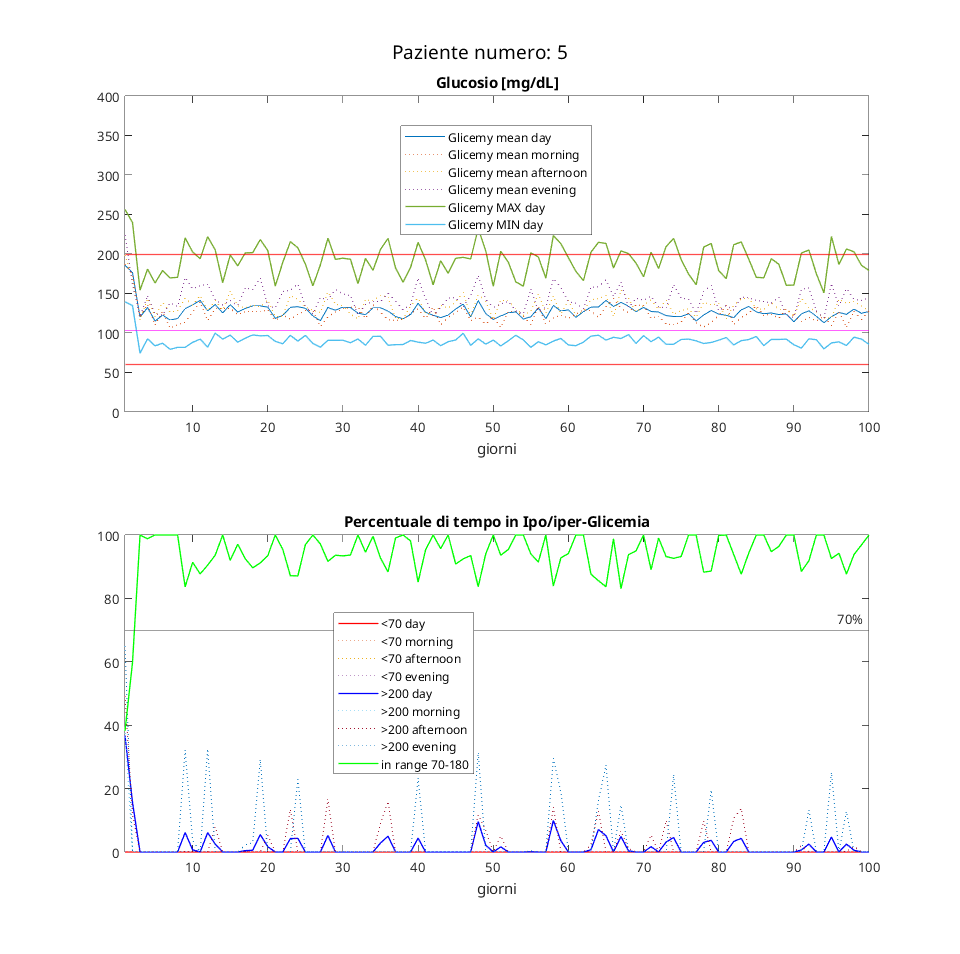 Paziente numero: 5
Glucosio [mg/dL]
400
350
300
250
200
150
100
50
0
Glicemy mean day
Glicemy mean morning
Glicemy mean afternoon
Glicemy mean evening
Glicemy MAX day
Glicemy MIN day
10 20 30 40 50 60 70 80 90 100
giorni
Percentuale di tempo in Ipo/iper-Glicemia
100
80
60
40
20
0
70%
<70 day
<70 morning
<70 afternoon
<70 evening
>200 day
>200 morning
>200 afternoon
>200 evening
in range 70-180
10 20 30 40 50 60 70 80 90 100
giorni